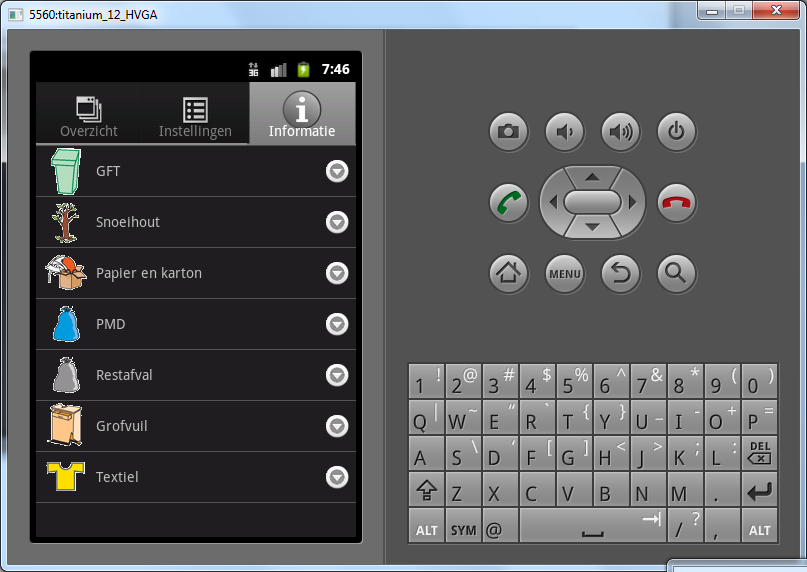 5560:titanium_12_HVGA
3G 7:46
Overzicht Instellingen Informatie
GFT
Snoeihout
Papier en karton
PMD
Restafval
Grofvuil
Textiel
MENU
1 ! 2 @ 3 # 4 $ 5 % 6 ^ 7 & 8 * 9 ( 0 )
Q | W ~ E " R ` T { Y } U _ I - O + P =
A S \ D ' F [ G ] H < J > K ; L : DEL
Z X C V B N M .
ALT SYM @ / ? , ALT